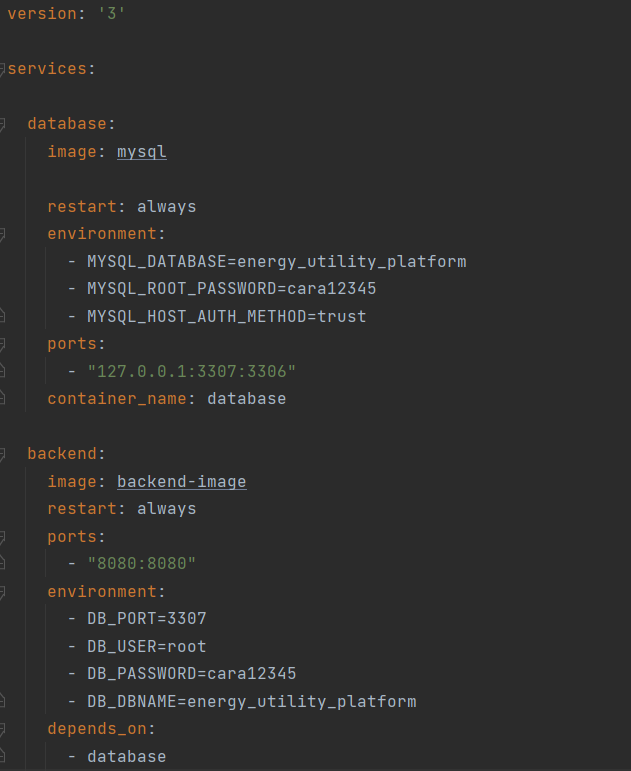 version: '3'
services:
database:
image: mysql
restart: always
environment:
- MYSQL_DATABASE=energy_utility_platform
- MYSQL_ROOT_PASSWORD=cara12345
- MYSQL_HOST_AUTH_METHOD=trust
ports:
- "127.0.0.1:3307:3306"
container_name: database
backend:
image: backend-image
restart: always
ports:
- "8080:8080"
environment:
- DB_PORT=3307
- DB_USER=root
- DB_PASSWORD=cara12345
- DB_DBNAME=energy_utility_platform
depends_on:
- database